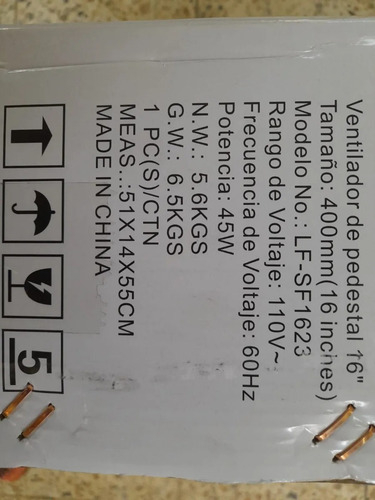 Ventilador de pedestal 16"
Tamaño: 400mm(16 inches)
Modelo No.: LF-SF1623
Rango de Voltaje: 110V~
Frecuencia de Voltaje: 60Hz
Potencia: 45W
N.W.: 5.6KGS
G.W.: 6.5KGS
1 PC(S)/CTN
MEAS..:51X14X55CM
MADE IN CHINA
5